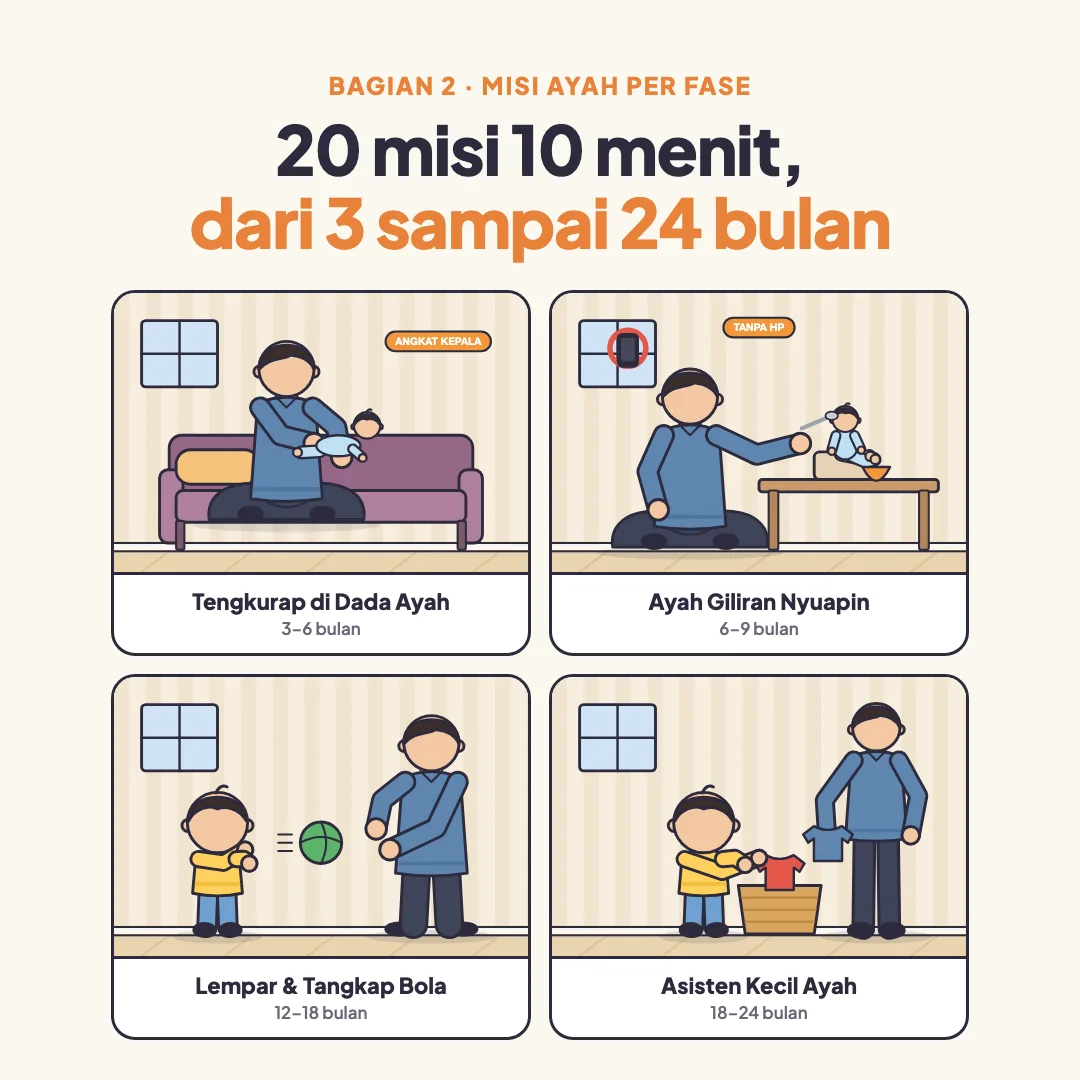 BAGIAN 2 · MISI AYAH PER FASE
20 misi 10 menit,
dari 3 sampai 24 bulan
ANGKAT KEPALA
Tengkurap di Dada Ayah
3–6 bulan
TANPA HP
Ayah Giliran Nyuapin
6–9 bulan
Lempar & Tangkap Bola
12–18 bulan
Asisten Kecil Ayah
18–24 bulan